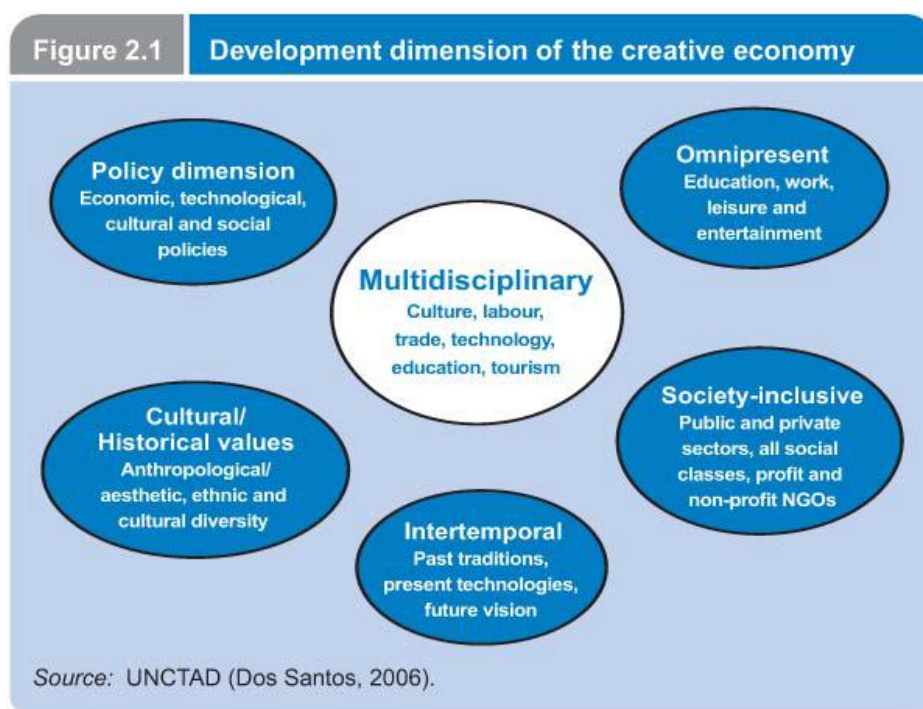 Figure 2.1
Development dimension of the creative economy
Policy dimension
Economic, technological,
cultural and social
policies
Omnipresent
Education, work,
leisure and
entertainment
Multidisciplinary
Culture, labour,
trade, technology,
education, tourism
Cultural/
Historical values
Anthropological/
aesthetic, ethnic and
cultural diversity
Society-inclusive
Public and private
sectors, all social
classes, profit and
non-profit NGOs
Intertemporal
Past traditions,
present technologies,
future vision
Source: UNCTAD (Dos Santos, 2006).